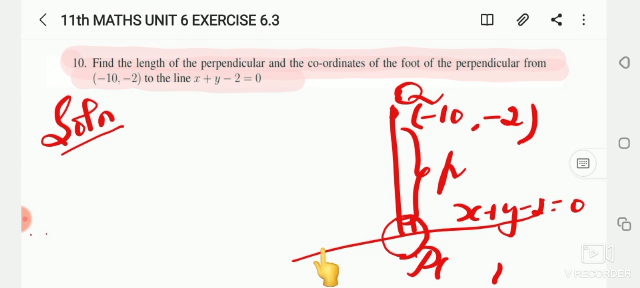 11th MATHS UNIT 6 EXERCISE 6.3
10. Find the length of the perpendicular and the co-ordinates of the foot of the perpendicular from
(−10, −2) to the line x + y − 2 = 0
Soln
Q
(-10, -2)
p
x+y-2=0
V RECORDER